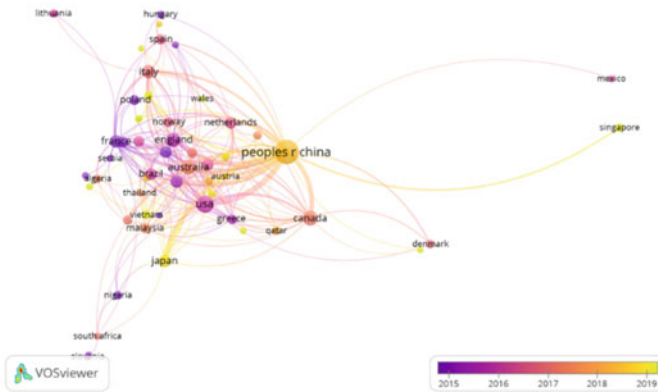 lithuania
hungary
spain
italy
mexico
poland
wales
singapore
norway
netherlands
france
england
peoples r china
serbia
australia
algeria
brazil
austria
thailand
usa
vietnam
greece
canada
malaysia
qatar
denmark
japan
nigeria
south africa
VOSviewer
2015 2016 2017 2018 2019